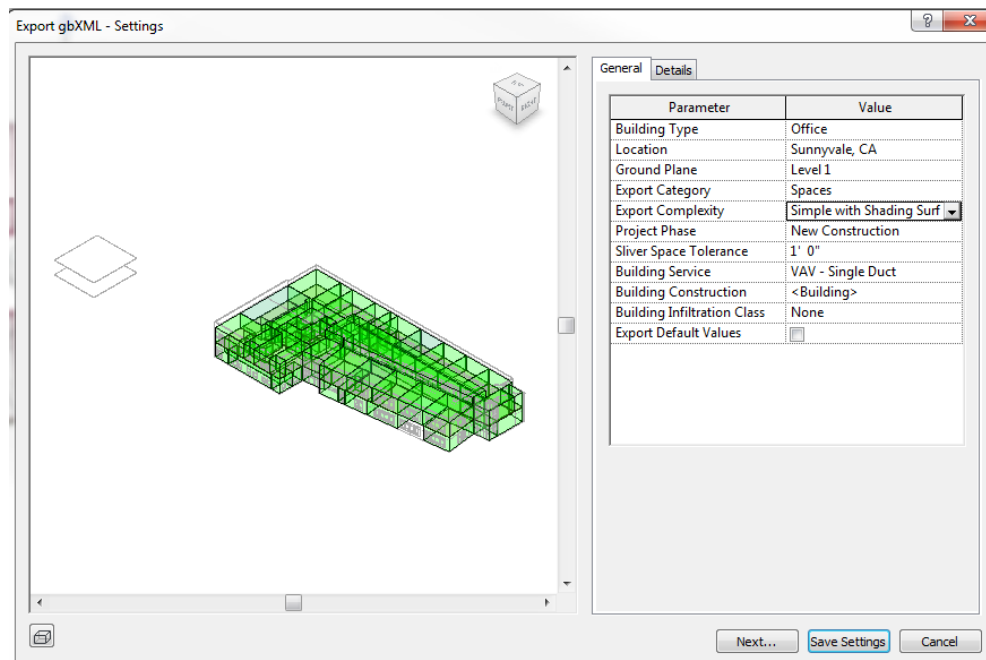 Export gbXML - Settings
General Details
Parameter Value
Building Type Office
Location Sunnyvale, CA
Ground Plane Level 1
Export Category Spaces
Export Complexity Simple with Shading Surf
Project Phase New Construction
Sliver Space Tolerance 1' 0"
Building Service VAV - Single Duct
Building Construction <Building>
Building Infiltration Class None
Export Default Values
Next... Save Settings Cancel